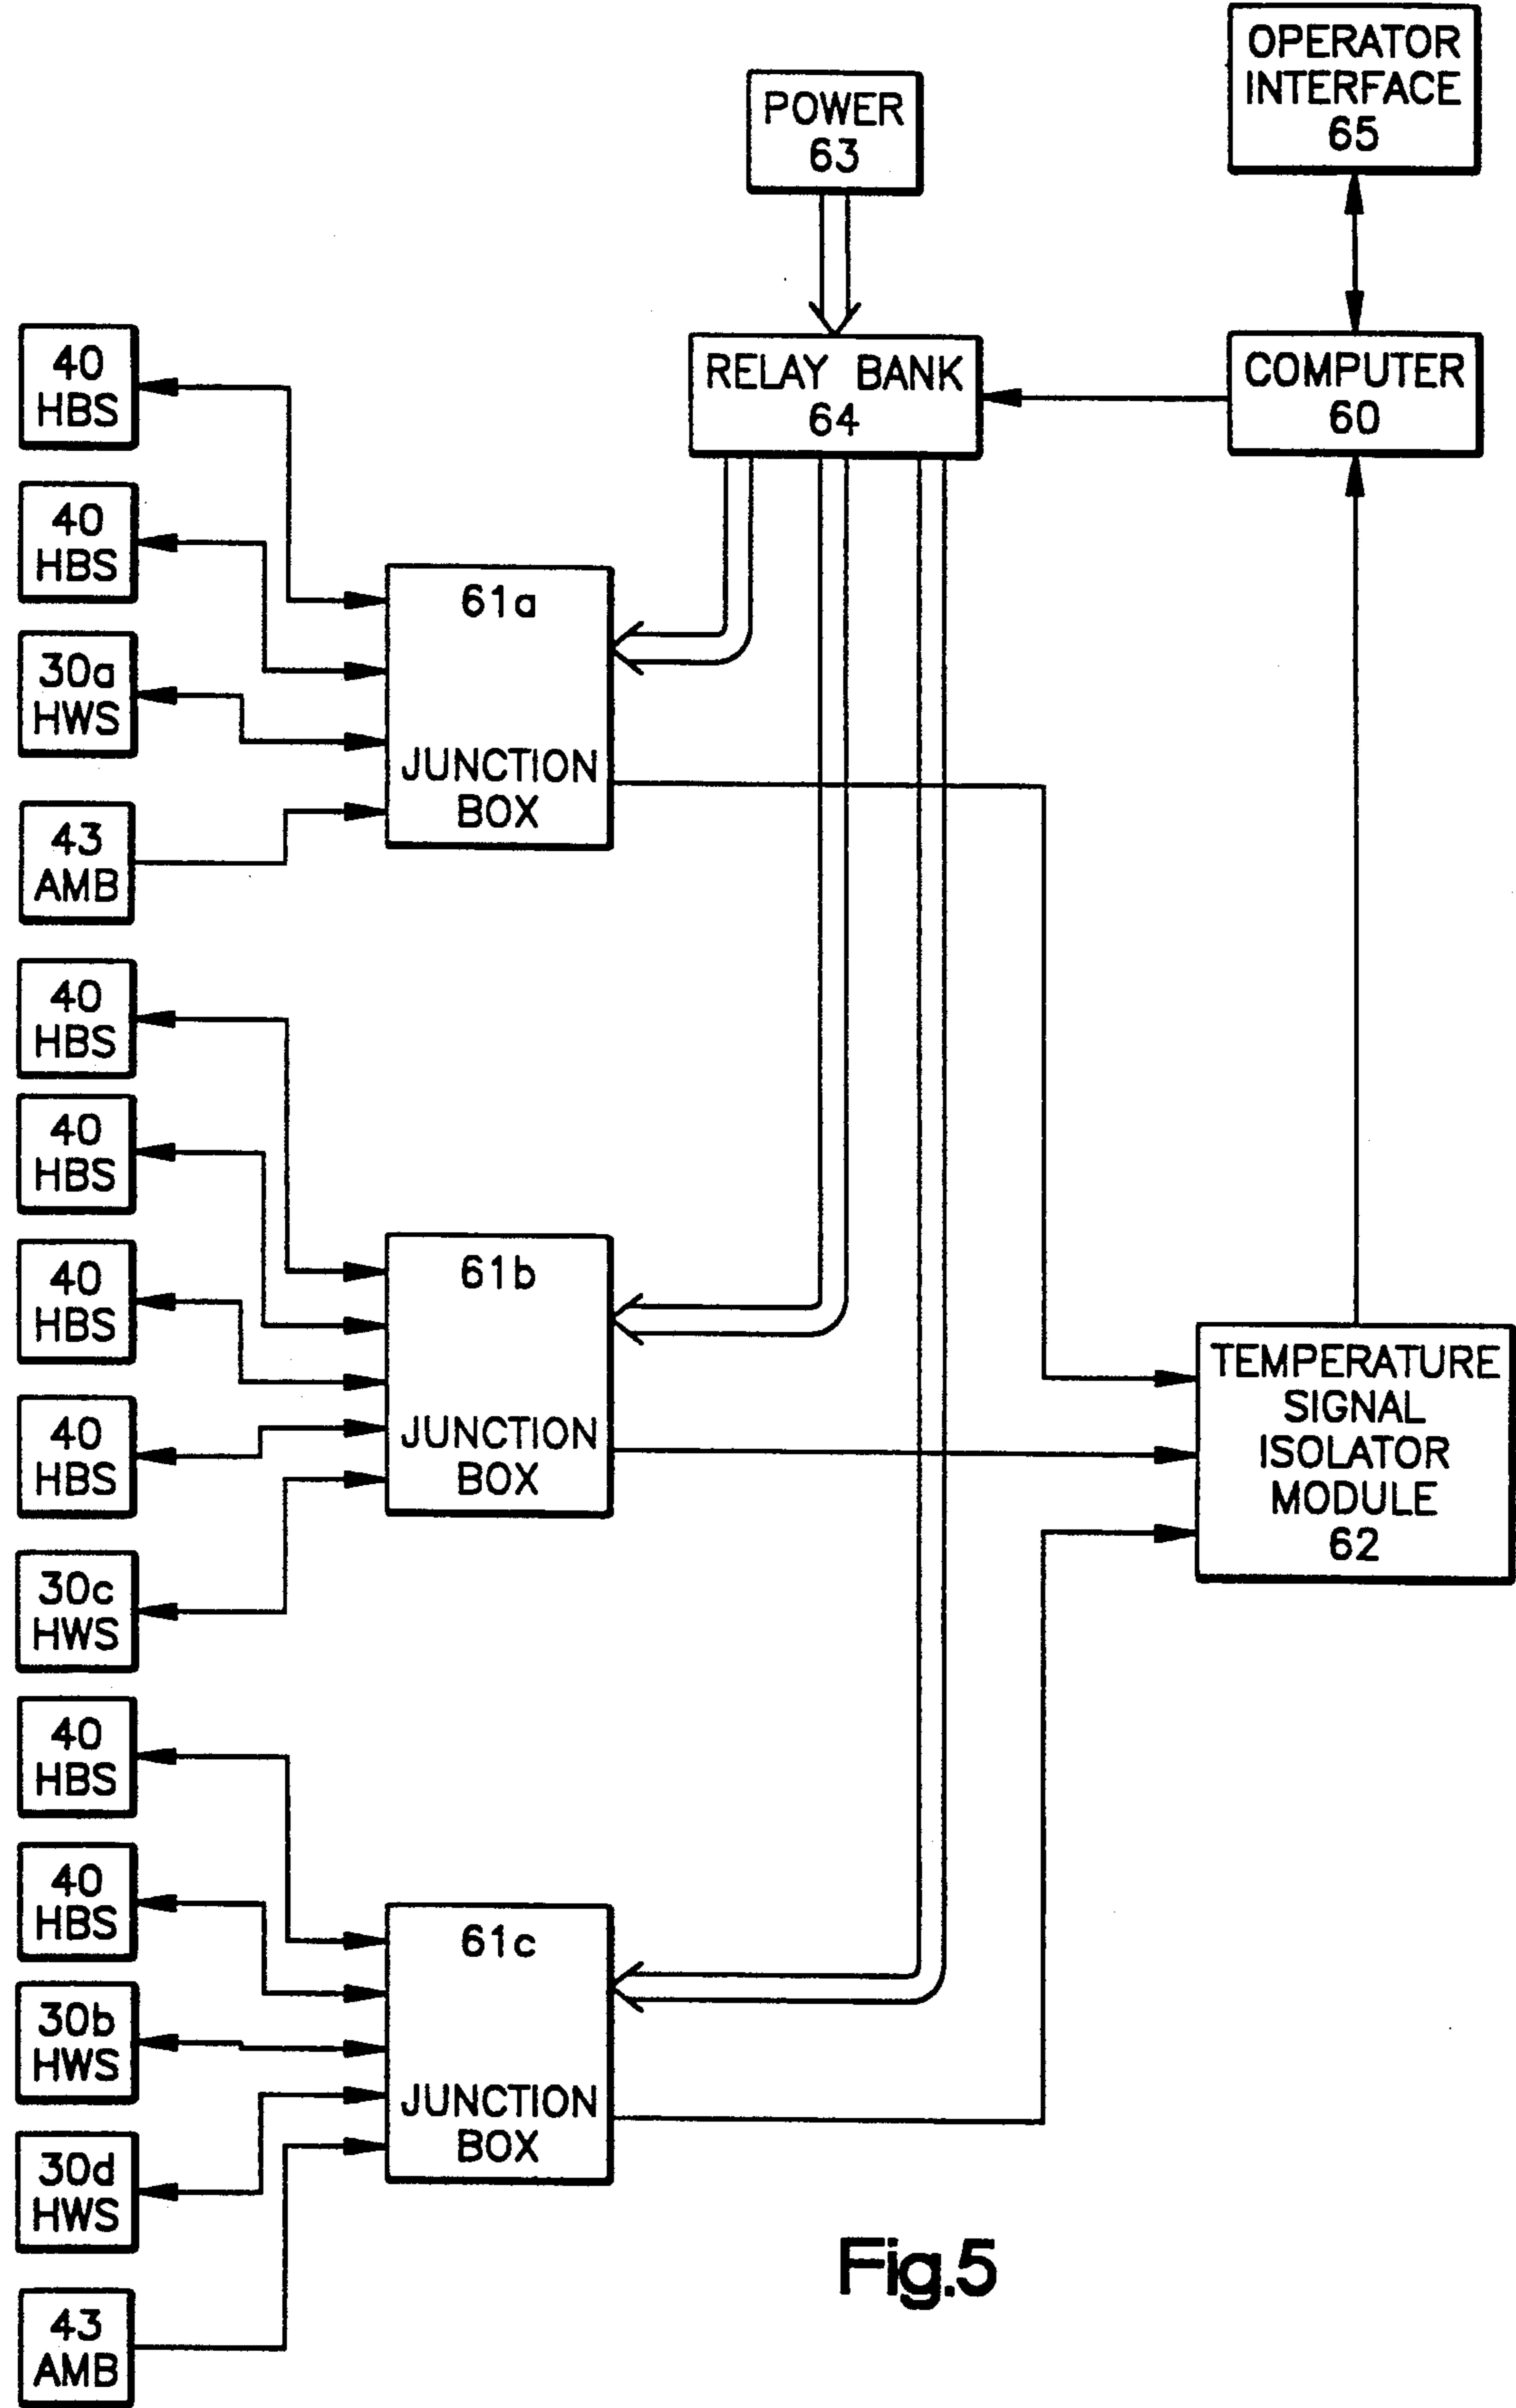 OPERATOR
INTERFACE
65
POWER
63
RELAY BANK
64
COMPUTER
60
40
HBS
40
HBS
30a
HWS
43
AMB
61a
JUNCTION
BOX
40
HBS
40
HBS
40
HBS
40
HBS
30c
HWS
61b
JUNCTION
BOX
TEMPERATURE
SIGNAL
ISOLATOR
MODULE
62
40
HBS
40
HBS
30b
HWS
30d
HWS
43
AMB
61c
JUNCTION
BOX
Fig.5